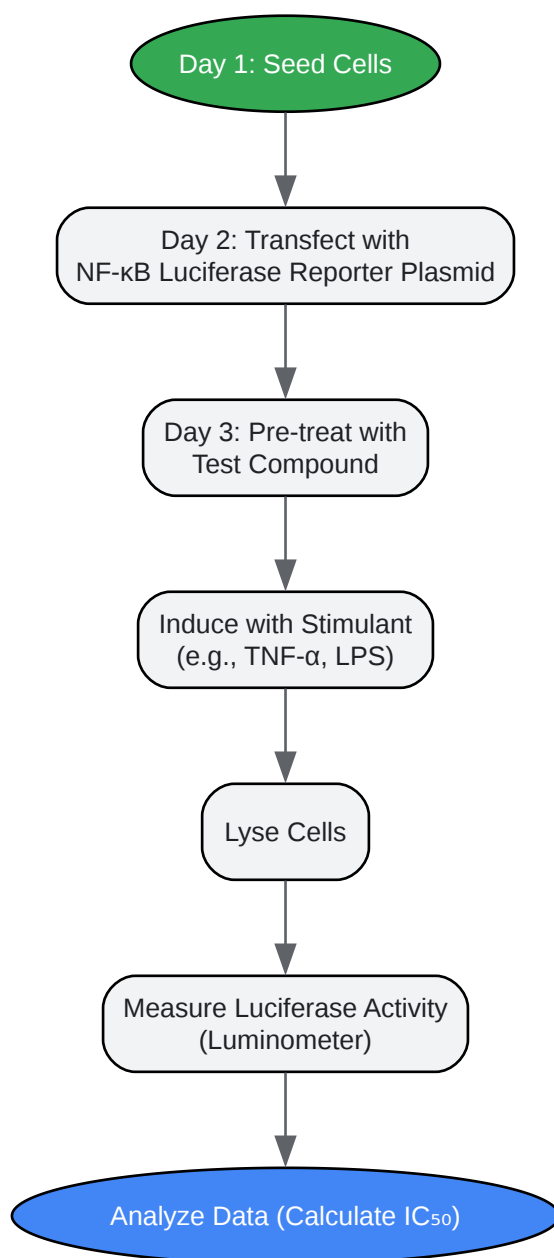 Day 1: Seed Cells
Day 2: Transfect with
NF-κB Luciferase Reporter Plasmid
Day 3: Pre-treat with
Test Compound
Induce with Stimulant
(e.g., TNF-α, LPS)
Lyse Cells
Measure Luciferase Activity
(Luminometer)
Analyze Data (Calculate IC₅₀)